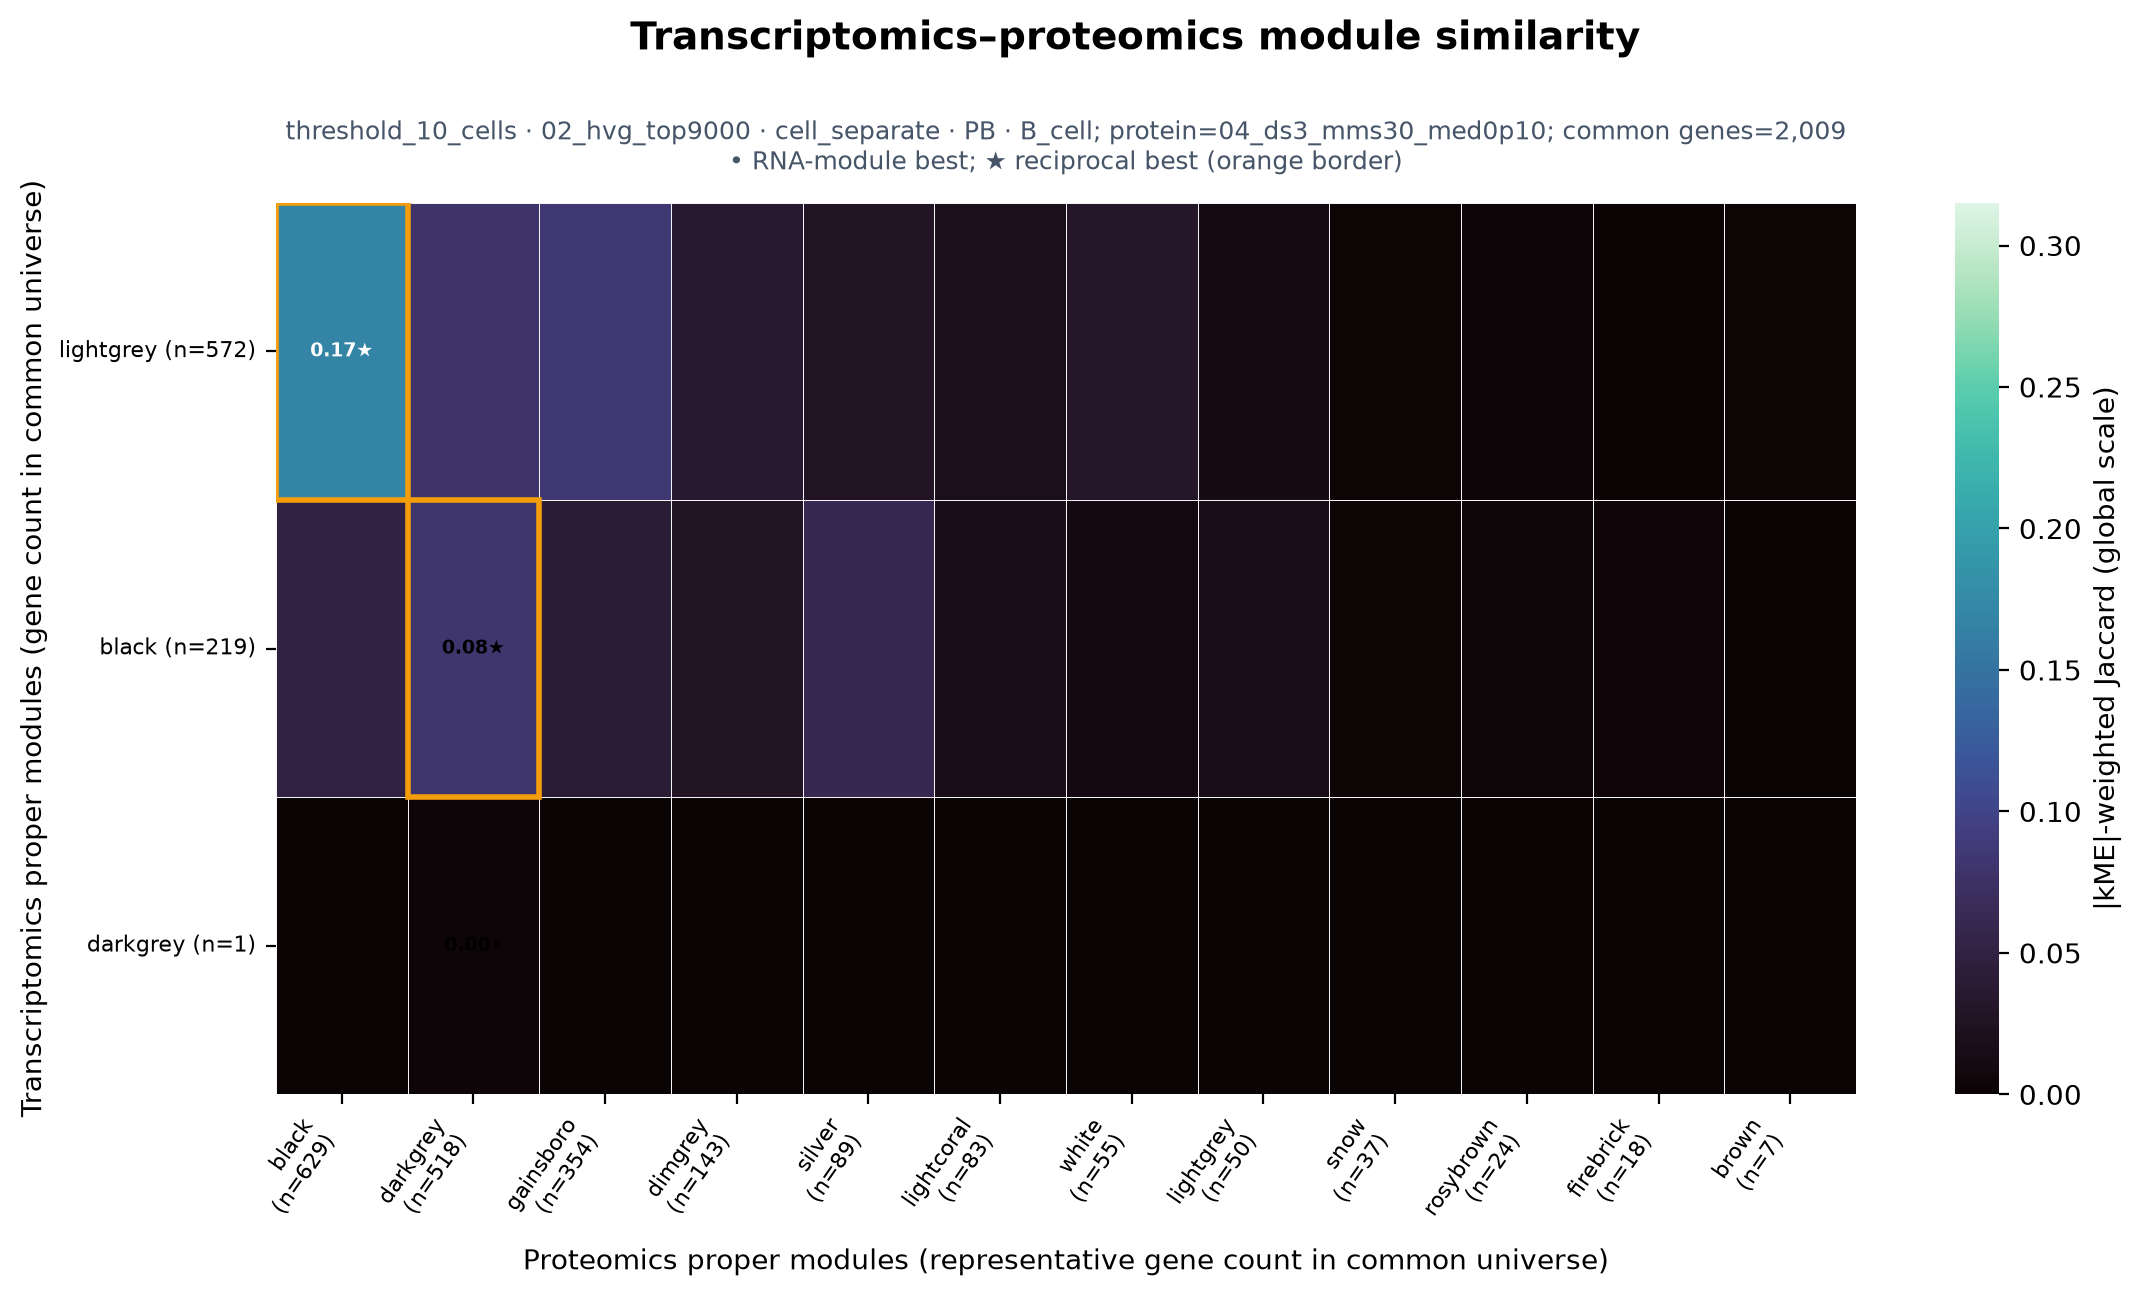 Transcriptomics–proteomics module similarity
threshold_10_cells · 02_hvg_top9000 · cell_separate · PB · B_cell; protein=04_ds3_mms30_med0p10; common genes=2,009
• RNA-module best; ★ reciprocal best (orange border)
Transcriptomics proper modules (gene count in common universe)
lightgrey (n=572)
black (n=219)
darkgrey (n=1)
0.17★
0.08★
0.00•
black
(n=629)
darkgrey
(n=518)
gainsboro
(n=354)
dimgrey
(n=143)
silver
(n=89)
lightcoral
(n=83)
white
(n=55)
lightgrey
(n=50)
snow
(n=37)
rosybrown
(n=24)
firebrick
(n=18)
brown
(n=7)
Proteomics proper modules (representative gene count in common universe)
0.30
0.25
0.20
0.15
0.10
0.05
0.00
|kME|-weighted Jaccard (global scale)